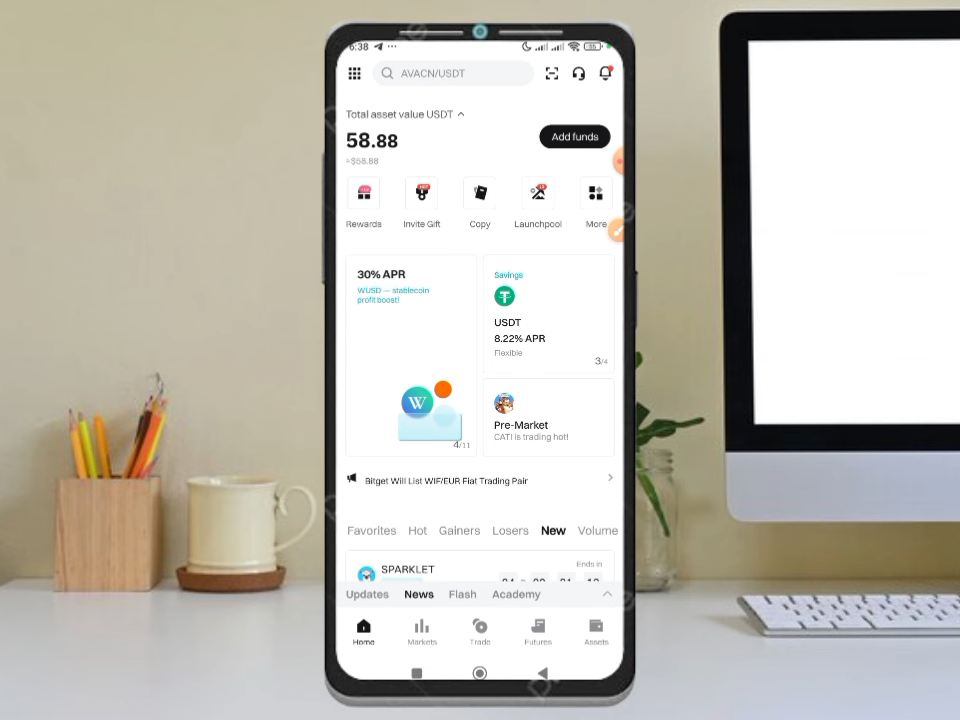 6:38
AVACN/USDT
Total asset value USDT
58.88
≈$58.88
Add funds
Rewards
Invite Gift
Copy
Launchpool
More
30% APR
WUSD — stablecoin
profit boost!
4/11
Savings
USDT
8.22% APR
Flexible
3/4
Pre-Market
CATI is trading hot!
Bitget Will List WIF/EUR Fiat Trading Pair
Favorites Hot Gainers Losers New Volume
SPARKLET
Ends in
Updates News Flash Academy
Home Markets Trade Futures Assets